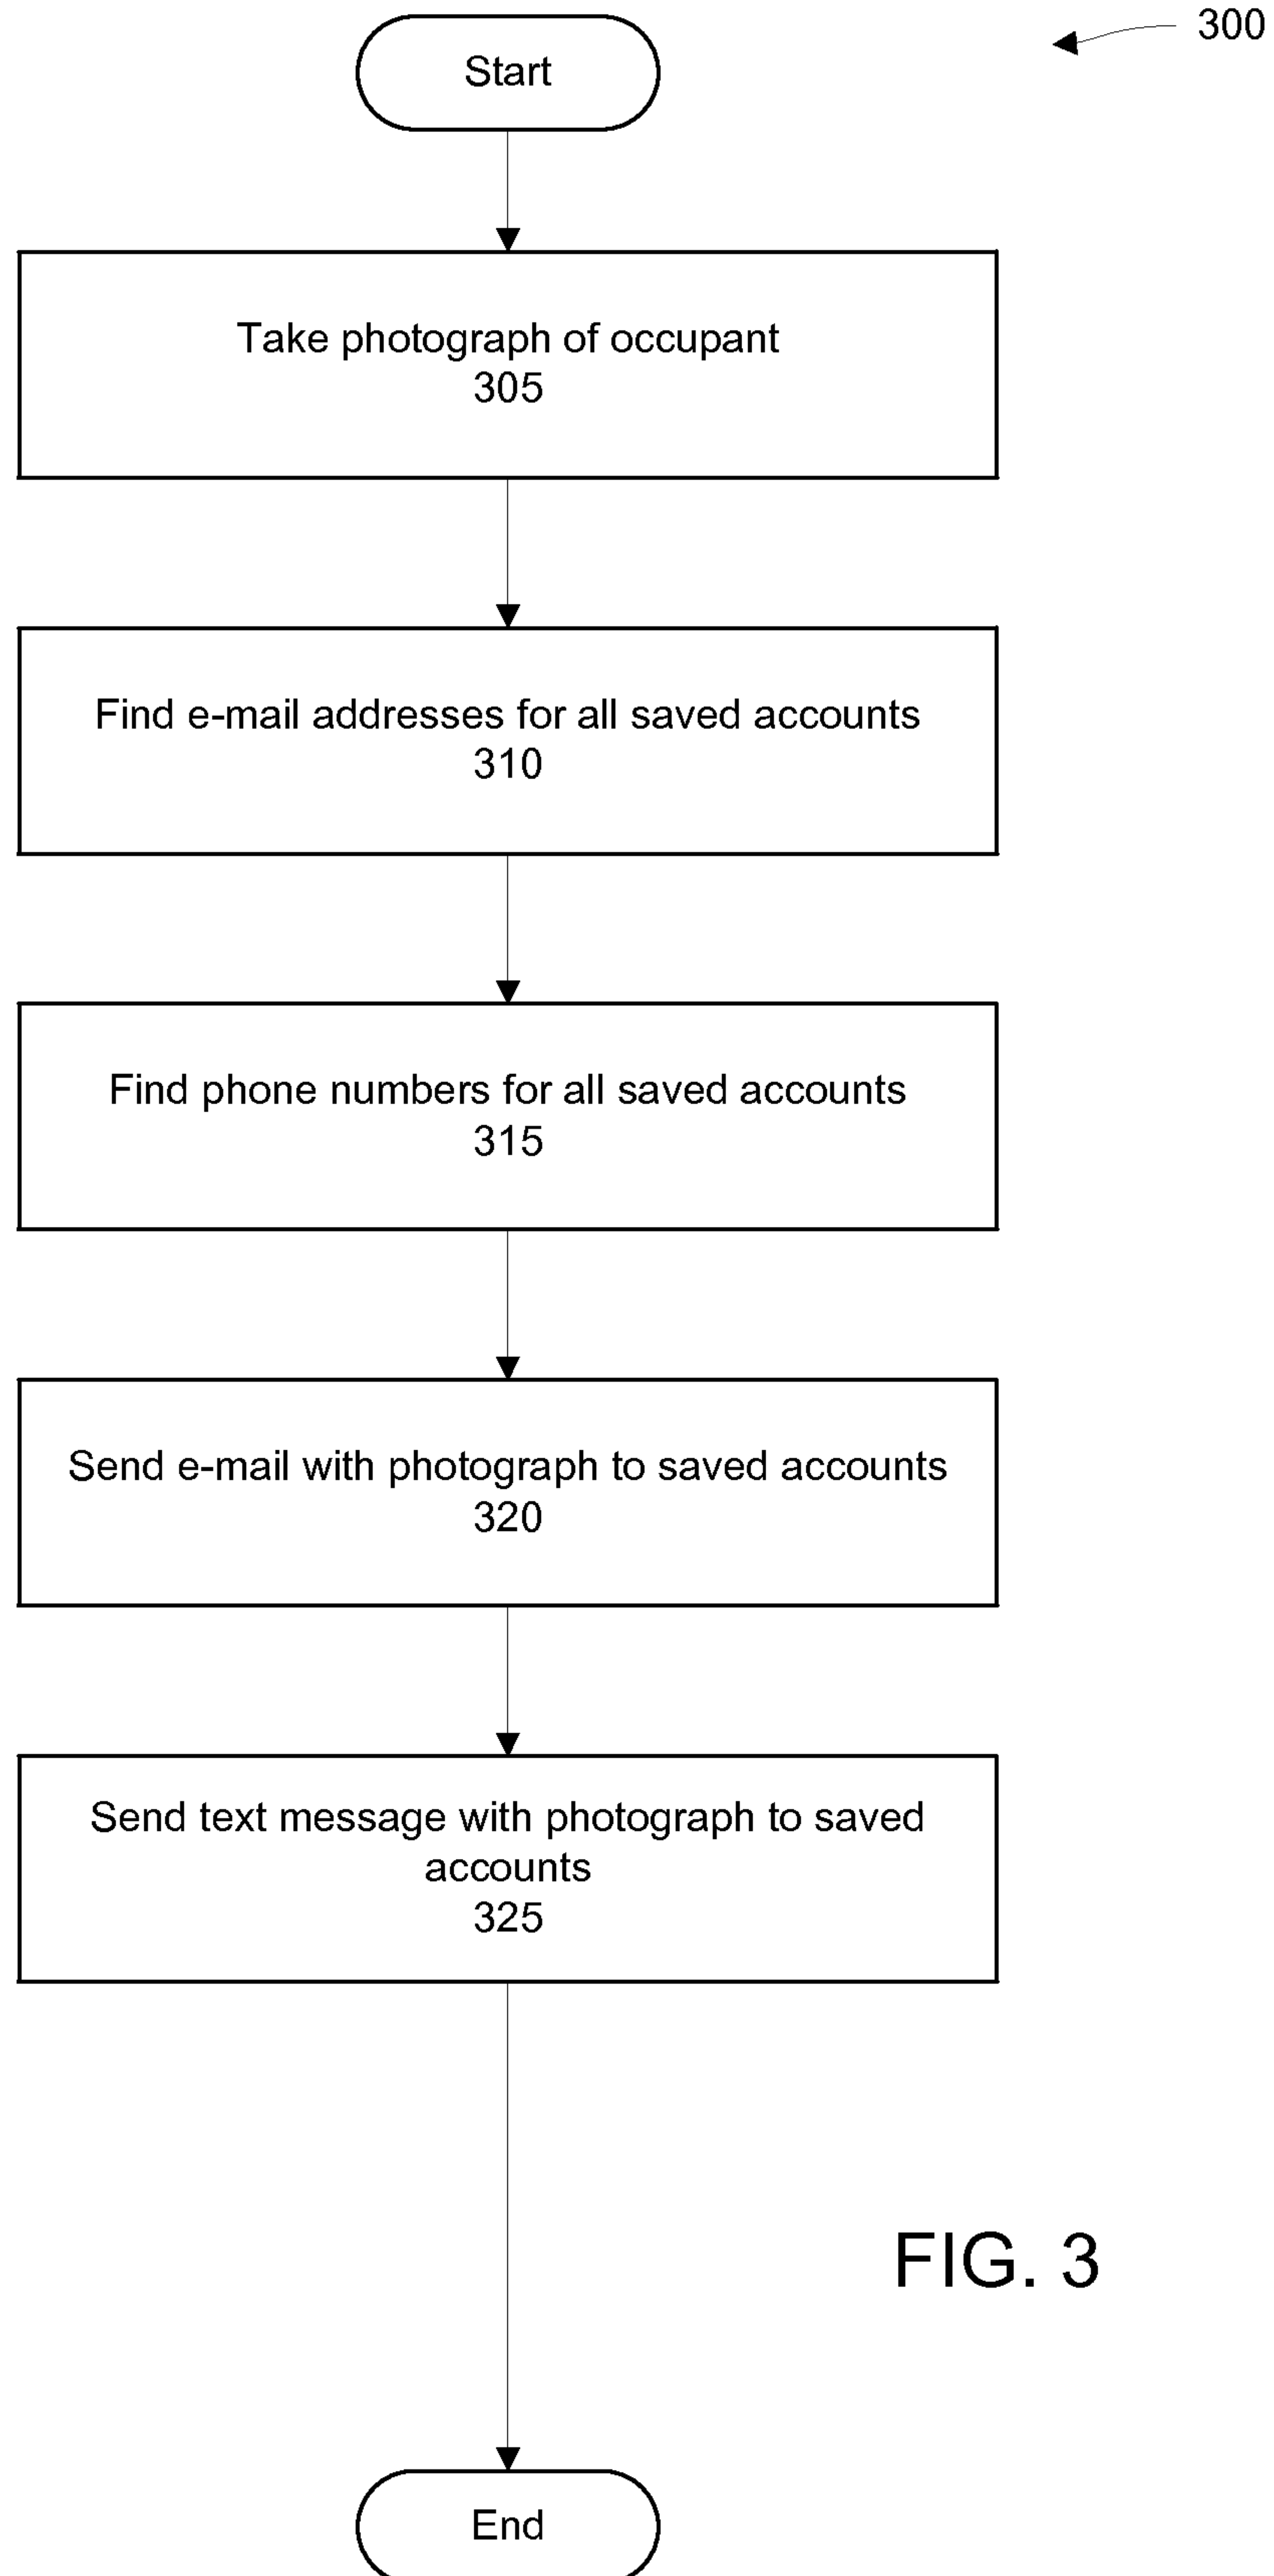 Start
300
Take photograph of occupant
305
Find e-mail addresses for all saved accounts
310
Find phone numbers for all saved accounts
315
Send e-mail with photograph to saved accounts
320
Send text message with photograph to saved
accounts
325
FIG. 3
End